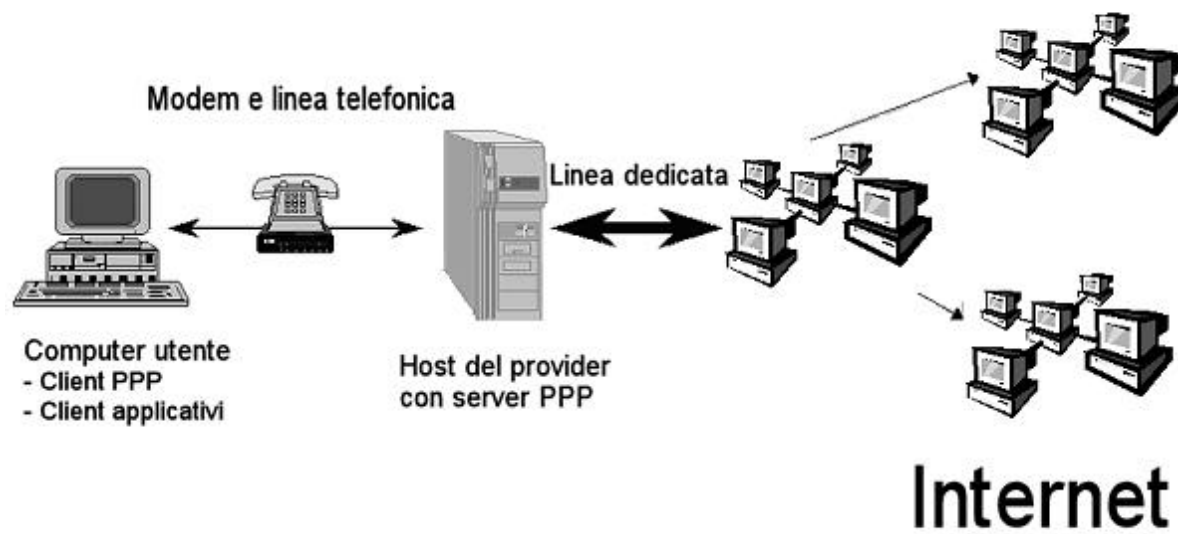 Modem e linea telefonica
Linea dedicata
Computer utente
- Client PPP
- Client applicativi
Host del provider
con server PPP
Internet